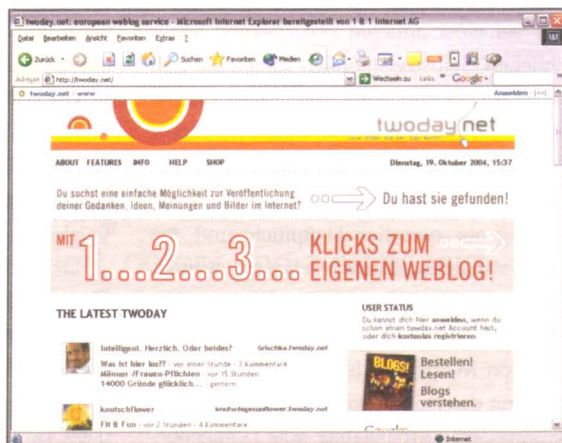 twoday.net: european weblog service - Microsoft Internet Explorer bereitgestellt von 1 & 1 Internet AG
Datei Bearbeiten Ansicht Favoriten Extras ?
1&1
Zurück Suchen Favoriten Medien
Adresse http://twoday.net/ Wechseln zu Links » Google
twoday.net · www Anmelden
twoday net
ABOUT FEATURES INFO HELP SHOP Dienstag, 19. Oktober 2004, 15:37
Du suchst eine einfache Möglichkeit zur Veröffentlichung
deiner Gedanken, Ideen, Meinungen und Bilder im Internet?
Du hast sie gefunden!
MIT 1...2...3... KLICKS ZUM
EIGENEN WEBLOG!
THE LATEST TWODAY
Intelligent. Herzlich. Oder beides? Grischka.twoday.net
Was ist hier los?? - vor einer Stunde - 3 Kommentare
Männer /Frauen-Pflichten - vor 15 Stunden
14000 Gründe glücklich... - gestern
knutschflower knutschigesunflower.twoday.net
Fit & Fun - vor 2 Stunden - 4 Kommentare
USER STATUS
Du kannst dich hier anmelden, wenn du
schon einen twoday.net Account hast,
oder dich kostenlos registrieren.
BLOGS!
Bestellen!
Lesen!
Blogs
verstehen.
Google
Internet